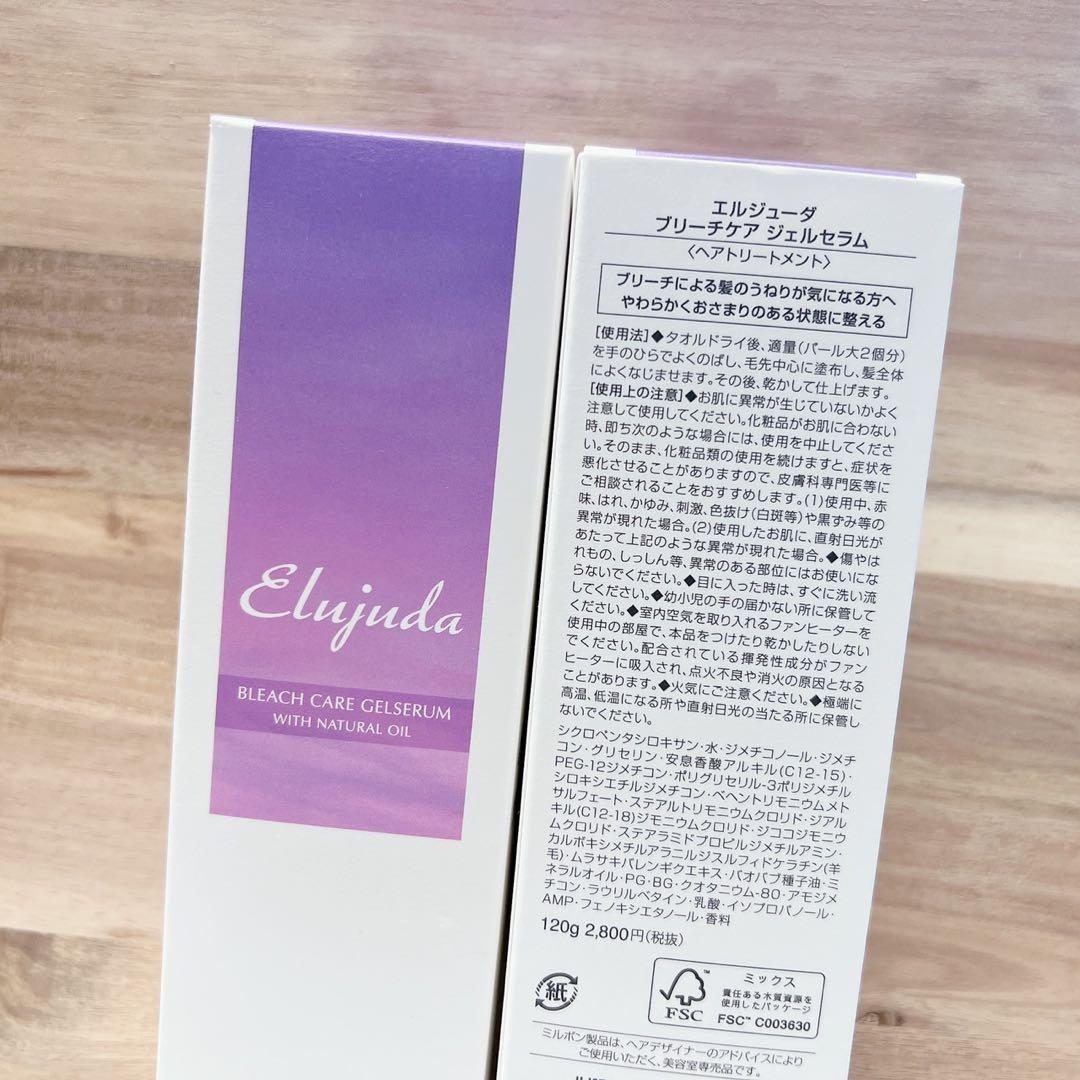 Elujuda
BLEACH CARE GELSERUM
WITH NATURAL OIL
エルジューダ
ブリーチケア ジェルセラム
〈ヘアトリートメント〉
ブリーチによる髪のうねりが気になる方へ
やわらかくおさまりのある状態に整える
[使用法]◆タオルドライ後、適量(パール大2個分)
を手のひらでよくのばし、毛先中心に塗布し、髪全体
によくなじませます。その後、乾かして仕上げます。
[使用上の注意]◆お肌に異常が生じていないかよく
注意して使用してください。化粧品がお肌に合わない
時、即ち次のような場合には、使用を中止してくださ
い。そのまま、化粧品類の使用を続けますと、症状を
悪化させることがありますので、皮膚科専門医等に
ご相談されることをおすすめします。(1)使用中、赤
味、はれ、かゆみ、刺激、色抜け(白斑等)や黒ずみ等の
異常が現れた場合。(2)使用したお肌に、直射日光が
あたって上記のような異常が現れた場合。◆傷やは
れもの、しっしん等、異常のある部位にはお使いにな
らないでください。◆目に入った時は、すぐに洗い流
してください。◆幼小児の手の届かない所に保管して
ください。◆室内空気を取り入れるファンヒーターを
使用中の部屋で、本品をつけたり乾かしたりしない
でください。配合されている揮発性成分がファン
ヒーターに吸入され、点火不良や消火の原因となる
ことがあります。◆火気にご注意ください。◆極端に
高温、低温になる所や直射日光の当たる所に保管し
ないでください。
シクロペンタシロキサン・水・ジメチコノール・ジメチ
コン・グリセリン・安息香酸アルキル(C12-15)・
PEG-12ジメチコン・ポリグリセリル-3ポリジメチル
シロキシエチルジメチコン・ベヘントリモニウムメト
サルフェート・ステアルトリモニウムクロリド・ジアル
キル(C12-18)ジモニウムクロリド・ジココジモニウ
ムクロリド・ステアラミドプロピルジメチルアミン・
カルボキシメチルアラニルジスルフィドケラチン(羊
毛)・ムラサキバレンギクエキス・バオバブ種子油・ミ
ネラルオイル・PG・BG・クオタニウム-80・アモジメ
チコン・ラウリルベタイン・乳酸・イソプロパノール・
AMP・フェノキシエタノール・香料
120g 2,800円(税抜)
紙
FSC™
ミックス
責任ある木質資源を
使用したパッケージ
FSC™ C003630
ミルボン製品は、ヘアデザイナーのアドバイスにより
ご使用いただく、美容室専売品です。